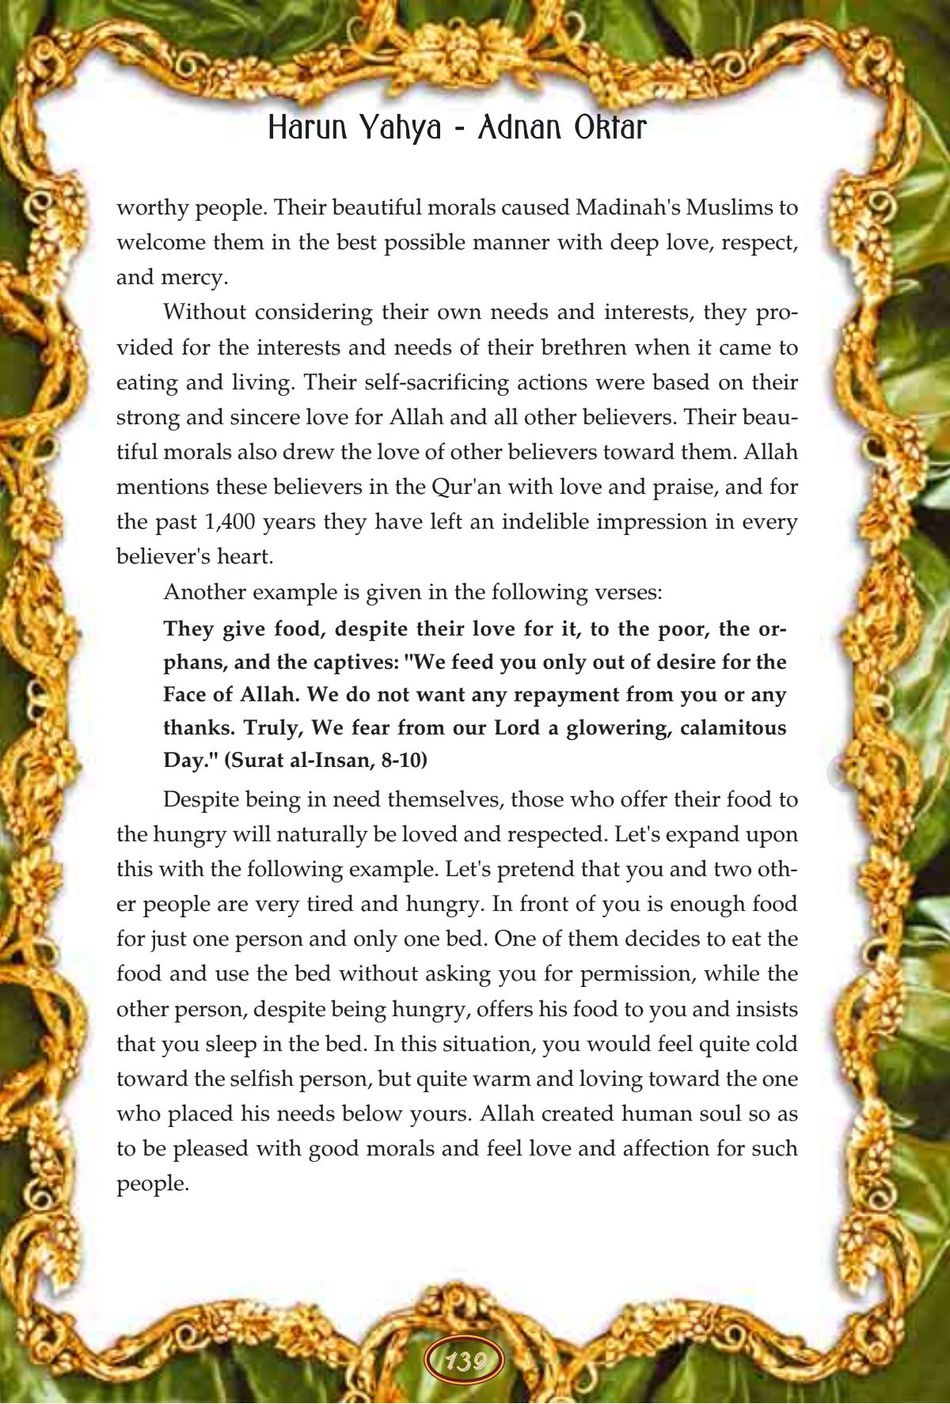 Harun Yahya - Adnan Oktar
worthy people. Their beautiful morals caused Madinah's Muslims to
welcome them in the best possible manner with deep love, respect,
and mercy.
Without considering their own needs and interests, they pro-
vided for the interests and needs of their brethren when it came to
eating and living. Their self-sacrificing actions were based on their
strong and sincere love for Allah and all other believers. Their beau-
tiful morals also drew the love of other believers toward them. Allah
mentions these believers in the Qur'an with love and praise, and for
the past 1,400 years they have left an indelible impression in every
believer's heart.
Another example is given in the following verses:
They give food, despite their love for it, to the poor, the or-
phans, and the captives: "We feed you only out of desire for the
Face of Allah. We do not want any repayment from you or any
thanks. Truly, We fear from our Lord a glowering, calamitous
Day." (Surat al-Insan, 8-10)
Despite being in need themselves, those who offer their food to
the hungry will naturally be loved and respected. Let's expand upon
this with the following example. Let's pretend that you and two oth-
er people are very tired and hungry. In front of you is enough food
for just one person and only one bed. One of them decides to eat the
food and use the bed without asking you for permission, while the
other person, despite being hungry, offers his food to you and insists
that you sleep in the bed. In this situation, you would feel quite cold
toward the selfish person, but quite warm and loving toward the one
who placed his needs below yours. Allah created human soul so as
to be pleased with good morals and feel love and affection for such
people.
139